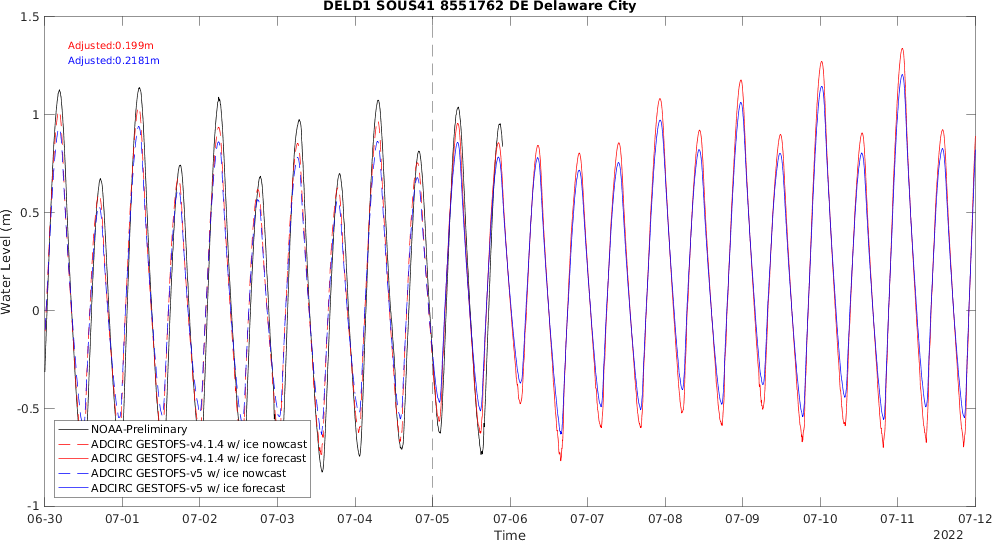 DELD1 SOUS41 8551762 DE Delaware City
1.5
1
0.5
0
-0.5
-1
Water Level (m)
Adjusted:0.199m
Adjusted:0.2181m
NOAA-Preliminary
ADCIRC GESTOFS-v4.1.4 w/ ice nowcast
ADCIRC GESTOFS-v4.1.4 w/ ice forecast
ADCIRC GESTOFS-v5 w/ ice nowcast
ADCIRC GESTOFS-v5 w/ ice forecast
06-30 07-01 07-02 07-03 07-04 07-05 07-06 07-07 07-08 07-09 07-10 07-11 07-12
Time
2022